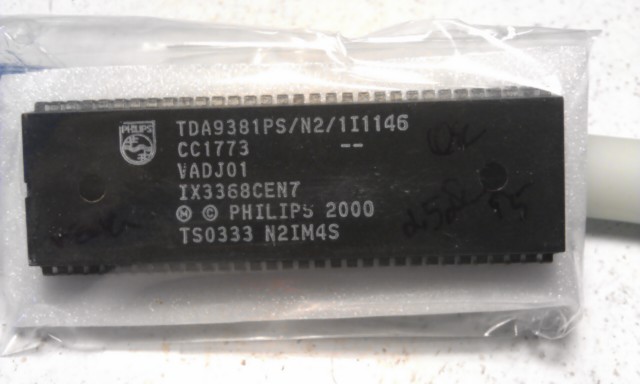 PHILIPS
TDA9381PS/N2/1I1146
CC1773 --
VADJ01
IX3368CEN7
Ⓜ © PHILIPS 2000
TS0333 N2IM4S